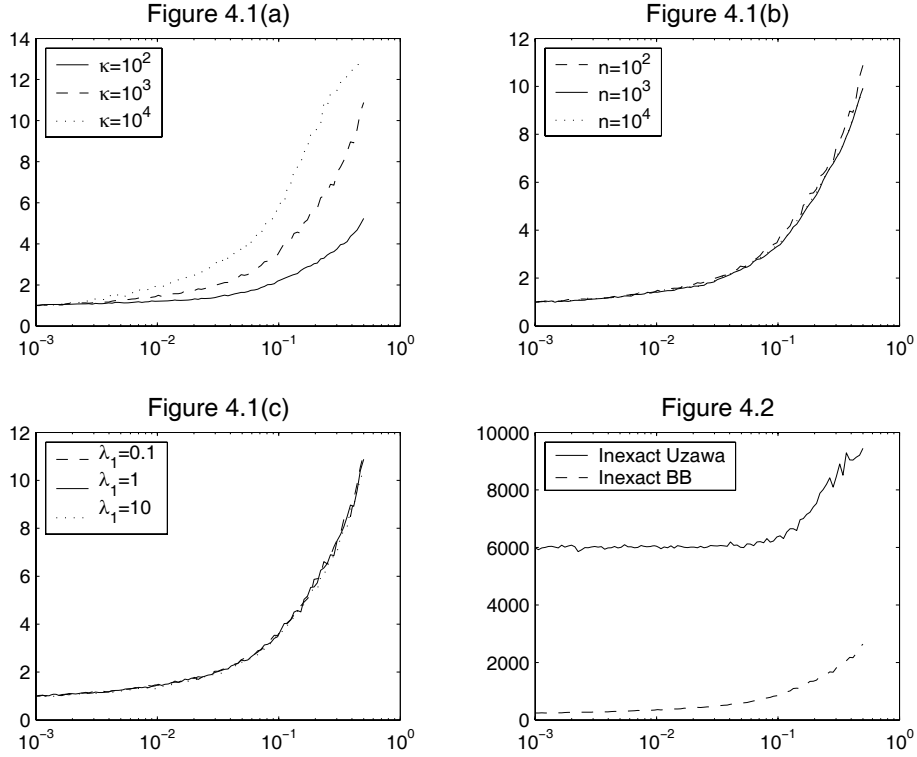 Figure 4.1(a)
14
12
10
8
6
4
2
0
κ=10²
κ=10³
κ=10⁴
10⁻³
10⁻²
10⁻¹
10⁰
Figure 4.1(b)
12
10
8
6
4
2
0
n=10²
n=10³
n=10⁴
10⁻³
10⁻²
10⁻¹
10⁰
Figure 4.1(c)
12
10
8
6
4
2
0
λ₁=0.1
λ₁=1
λ₁=10
10⁻³
10⁻²
10⁻¹
10⁰
Figure 4.2
10000
8000
6000
4000
2000
0
Inexact Uzawa
Inexact BB
10⁻³
10⁻²
10⁻¹
10⁰